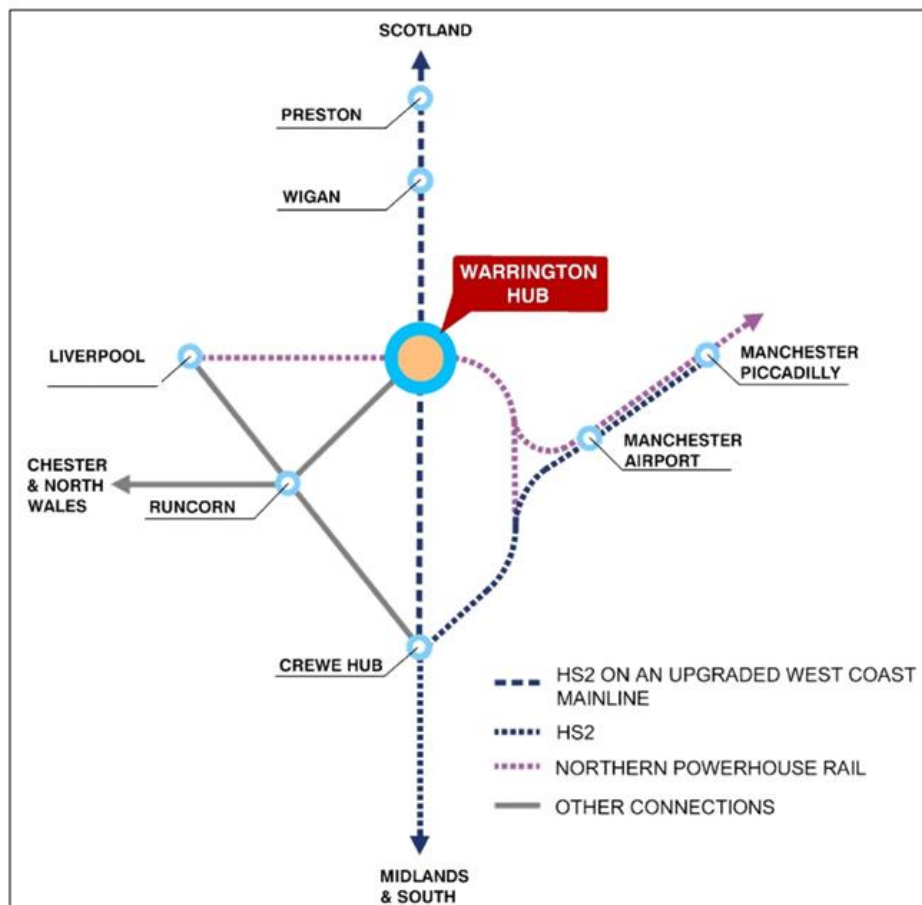 SCOTLAND
PRESTON
WIGAN
WARRINGTON
HUB
LIVERPOOL
MANCHESTER
PICCADILLY
MANCHESTER
AIRPORT
CHESTER
& NORTH
WALES
RUNCORN
CREWE HUB
HS2 ON AN UPGRADED WEST COAST
MAINLINE
HS2
NORTHERN POWERHOUSE RAIL
OTHER CONNECTIONS
MIDLANDS
& SOUTH